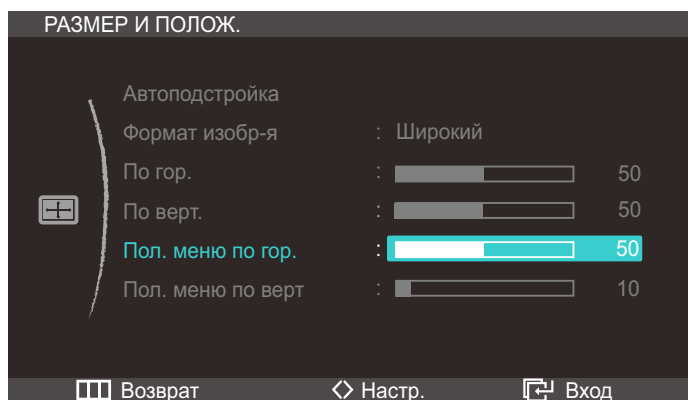 РАЗМЕР И ПОЛОЖ.
Автоподстройка
Формат изобр-я : Широкий
По гор. : 50
По верт. : 50
Пол. меню по гор. : 50
Пол. меню по верт : 10
Возврат Настр. Вход